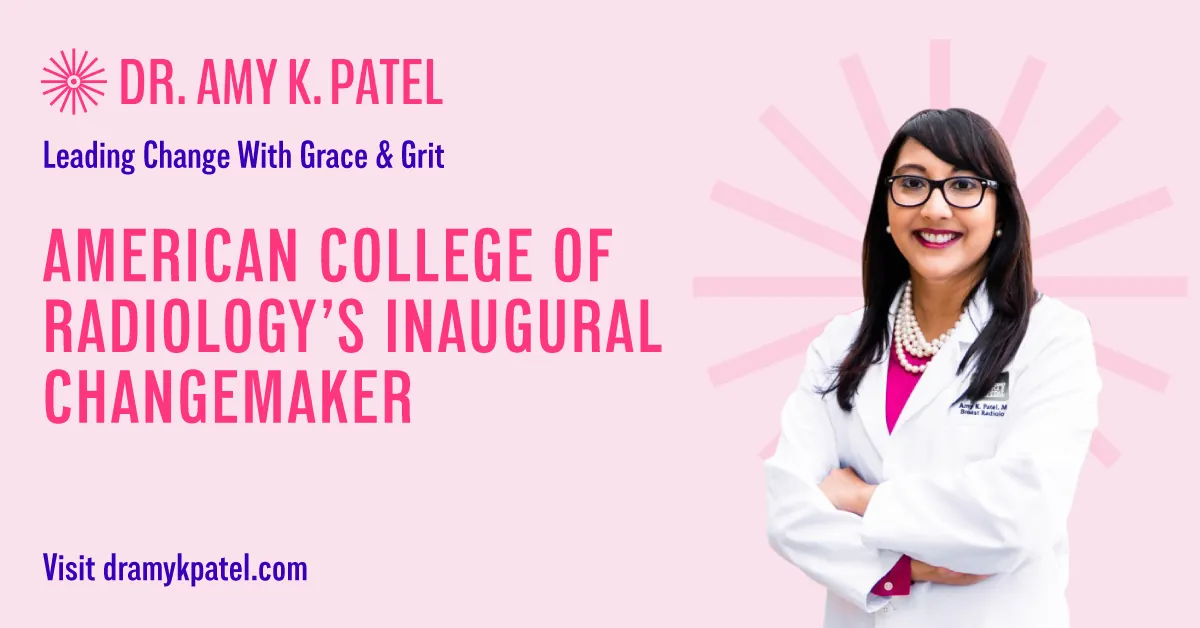 DR. AMY K. PATEL
Leading Change With Grace & Grit
AMERICAN COLLEGE OF
RADIOLOGY’S INAUGURAL
CHANGEMAKER
Amy K. Patel, M
Breast Radiolo
Visit dramykpatel.com